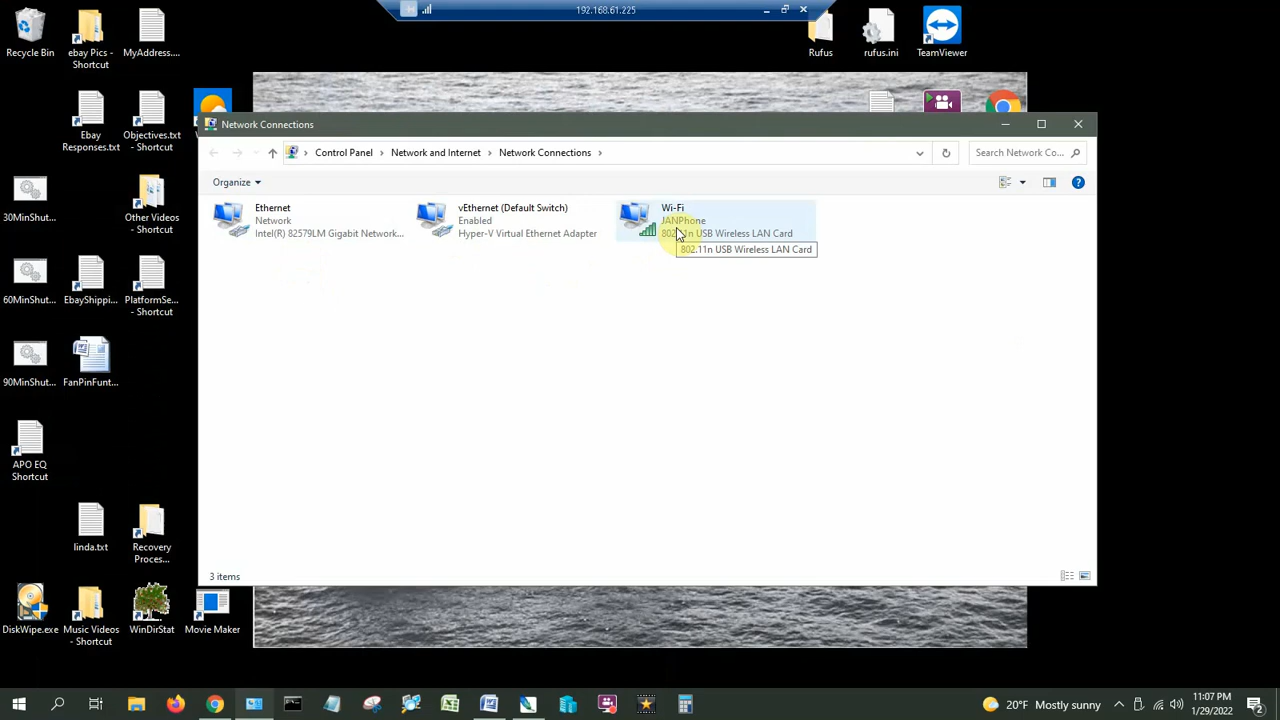 192.168.61.225
Recycle Bin
ebay Pics -
Shortcut
MyAddress....
Rufus
rufus.ini
TeamViewer
Network Connections
Control Panel
Network and Internet
Network Connections
Search Network Co...
Organize
Ebay
Responses.txt
Objectives.txt
- Shortcut
Ethernet
Network
Intel(R) 82579LM Gigabit Network...
vEthernet (Default Switch)
Enabled
Hyper-V Virtual Ethernet Adapter
Wi-Fi
JANPhone
802.11n USB Wireless LAN Card
802.11n USB Wireless LAN Card
30MinShut...
Other Videos
- Shortcut
60MinShut...
EbayShippi...
PlatformSe...
- Shortcut
90MinShut...
FanPinFunt...
APO EQ
Shortcut
linda.txt
Recovery
Proces...
3 items
DiskWipe.exe
Music Videos
- Shortcut
WinDirStat
Movie Maker
20°F Mostly sunny
11:07 PM
1/29/2022
2